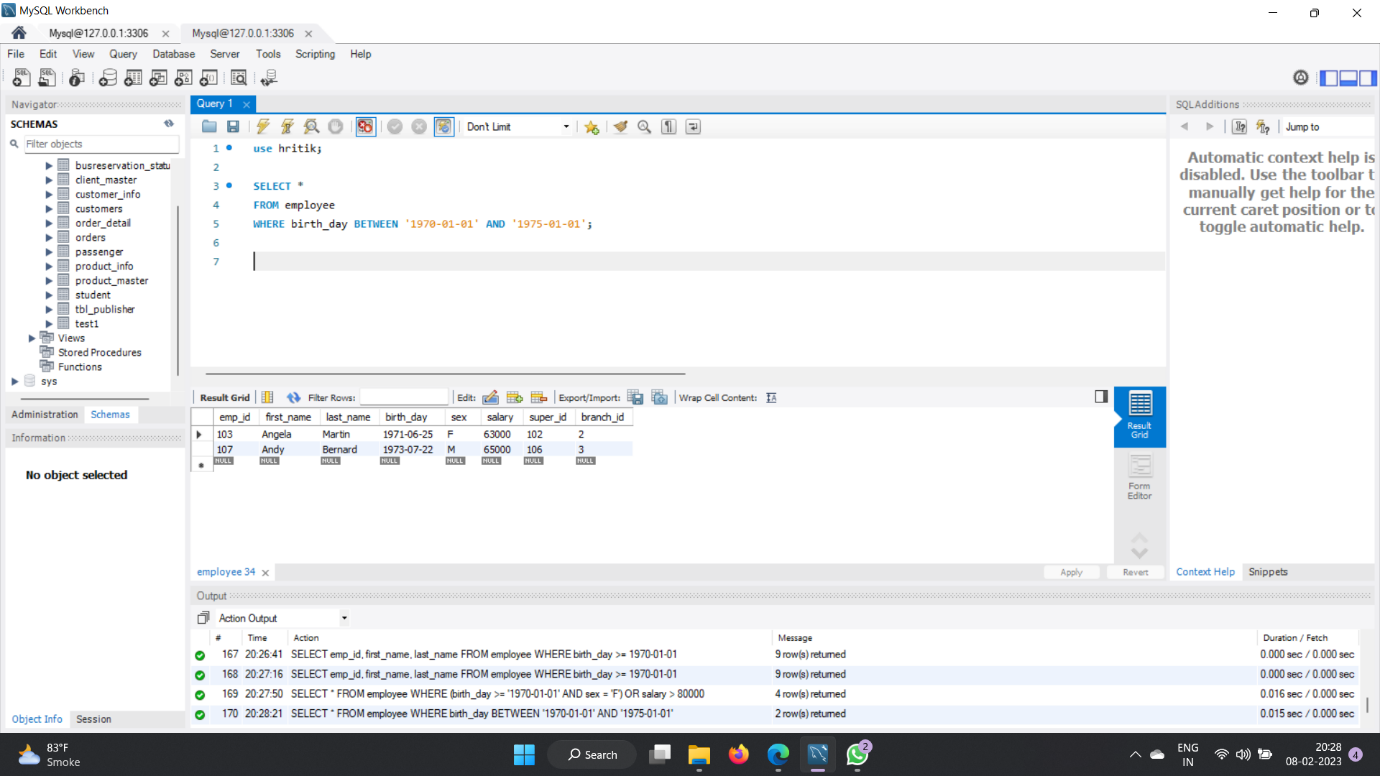 MySQL Workbench
Mysql@127.0.0.1:3306
Mysql@127.0.0.1:3306
File Edit View Query Database Server Tools Scripting Help
Navigator
SCHEMAS
Filter objects
busreservation_statu
client_master
customer_info
customers
order_detail
orders
passenger
product_info
product_master
student
tbl_publisher
test1
Views
Stored Procedures
Functions
sys
Administration Schemas
Information
No object selected
Object Info Session
Query 1
Don't Limit
1 use hritik;
2
3 SELECT *
4 FROM employee
5 WHERE birth_day BETWEEN '1970-01-01' AND '1975-01-01';
6
7
Result Grid Filter Rows: Edit: Export/Import: Wrap Cell Content:
emp_id first_name last_name birth_day sex salary super_id branch_id
103 Angela Martin 1971-06-25 F 63000 102 2
107 Andy Bernard 1973-07-22 M 65000 106 3
NULL NULL NULL NULL NULL NULL NULL NULL
Result Grid
Form Editor
employee 34
Apply Revert
SQLAdditions
Jump to
Automatic context help is
disabled. Use the toolbar t
manually get help for the
current caret position or to
toggle automatic help.
Context Help Snippets
Output
Action Output
# Time Action Message Duration / Fetch
167 20:26:41 SELECT emp_id, first_name, last_name FROM employee WHERE birth_day >= 1970-01-01 9 row(s) returned 0.000 sec / 0.000 sec
168 20:27:16 SELECT emp_id, first_name, last_name FROM employee WHERE birth_day >= 1970-01-01 9 row(s) returned 0.000 sec / 0.000 sec
169 20:27:50 SELECT * FROM employee WHERE (birth_day >= '1970-01-01' AND sex = 'F') OR salary > 80000 4 row(s) returned 0.016 sec / 0.000 sec
170 20:28:21 SELECT * FROM employee WHERE birth_day BETWEEN '1970-01-01' AND '1975-01-01' 2 row(s) returned 0.015 sec / 0.000 sec
83°F
Smoke
Search
2
ENG
IN
20:28
08-02-2023
4